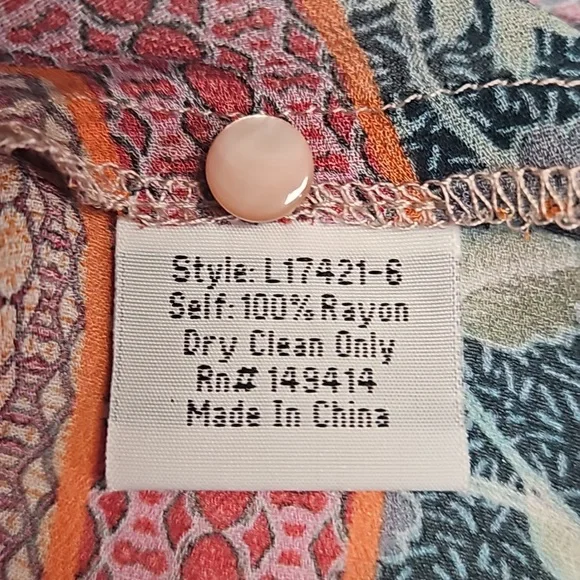 Style: L17421-6
Self: 100% Rayon
Dry Clean Only
Rn# 149414
Made In China